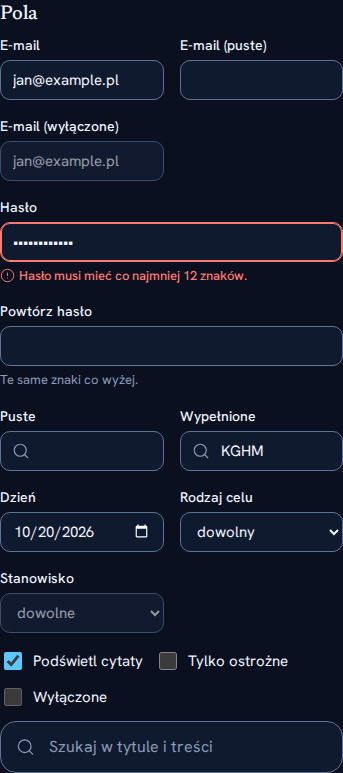 Pola
E-mail
E-mail (puste)
jan@example.pl
E-mail (wyłączone)
jan@example.pl
Hasło
••••••••••••
Hasło musi mieć co najmniej 12 znaków.
Powtórz hasło
Te same znaki co wyżej.
Puste
Wypełnione
KGHM
Dzień
Rodzaj celu
10/20/2026
dowolny
Stanowisko
dowolne
Podświetl cytaty
Tylko ostrożne
Wyłączone
Szukaj w tytule i treści